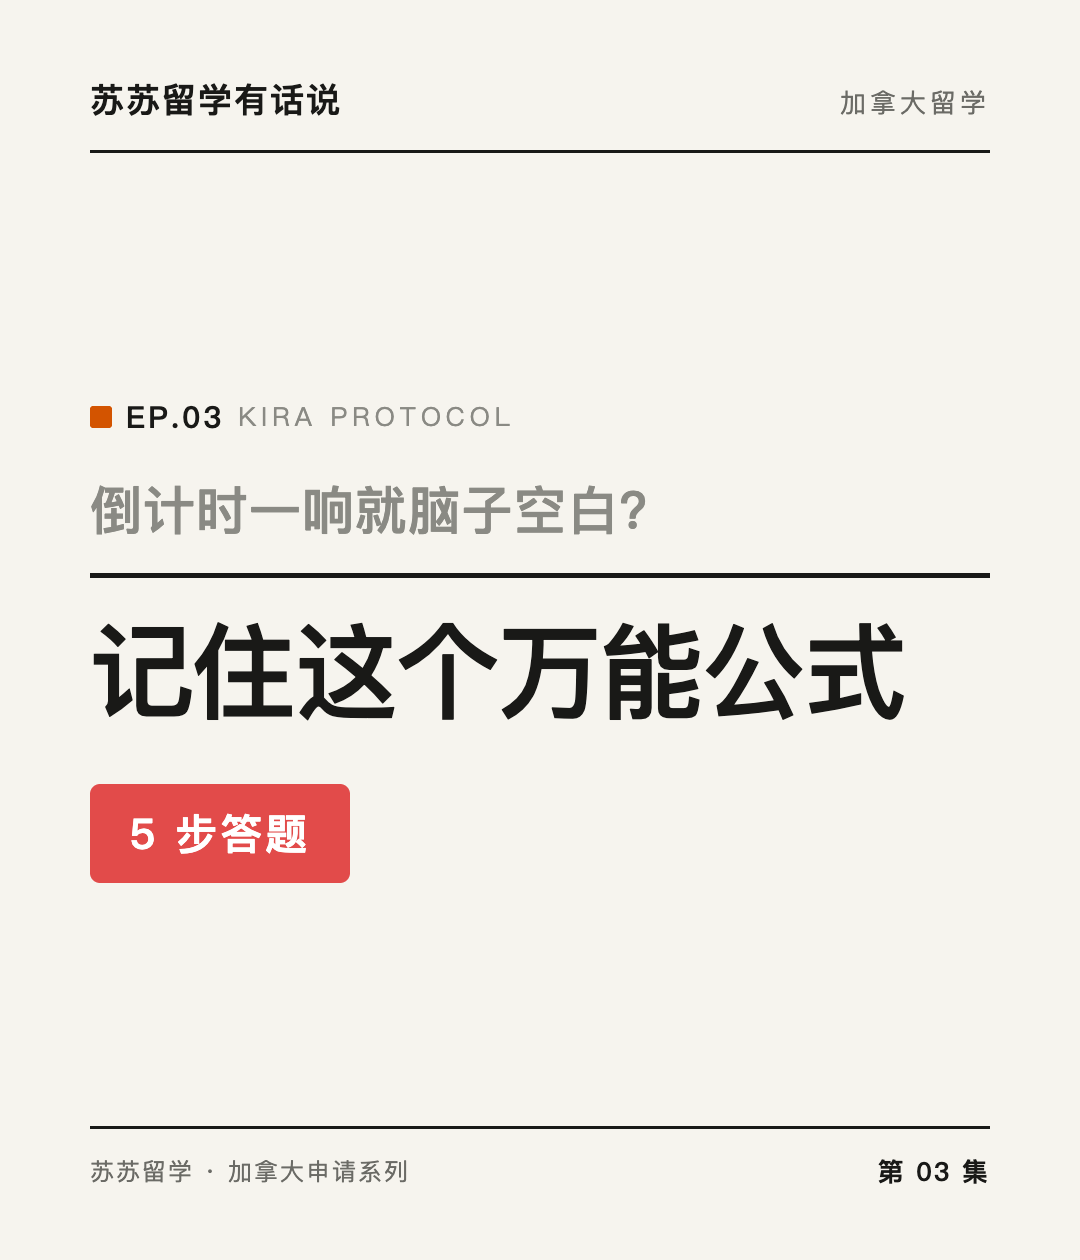 苏苏留学有话说
加拿大留学
EP.03 KIRA PROTOCOL
倒计时一响就脑子空白?
记住这个万能公式
5 步答题
苏苏留学 · 加拿大申请系列
第 03 集